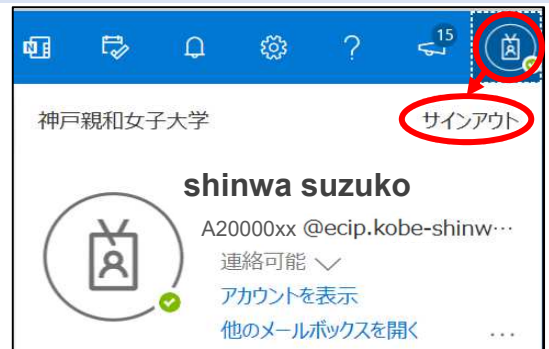 15
神戸親和女子大学 サインアウト
shinwa suzuko
A20000xx @ecip.kobe-shinw…
連絡可能
アカウントを表示
他のメールボックスを開く ...